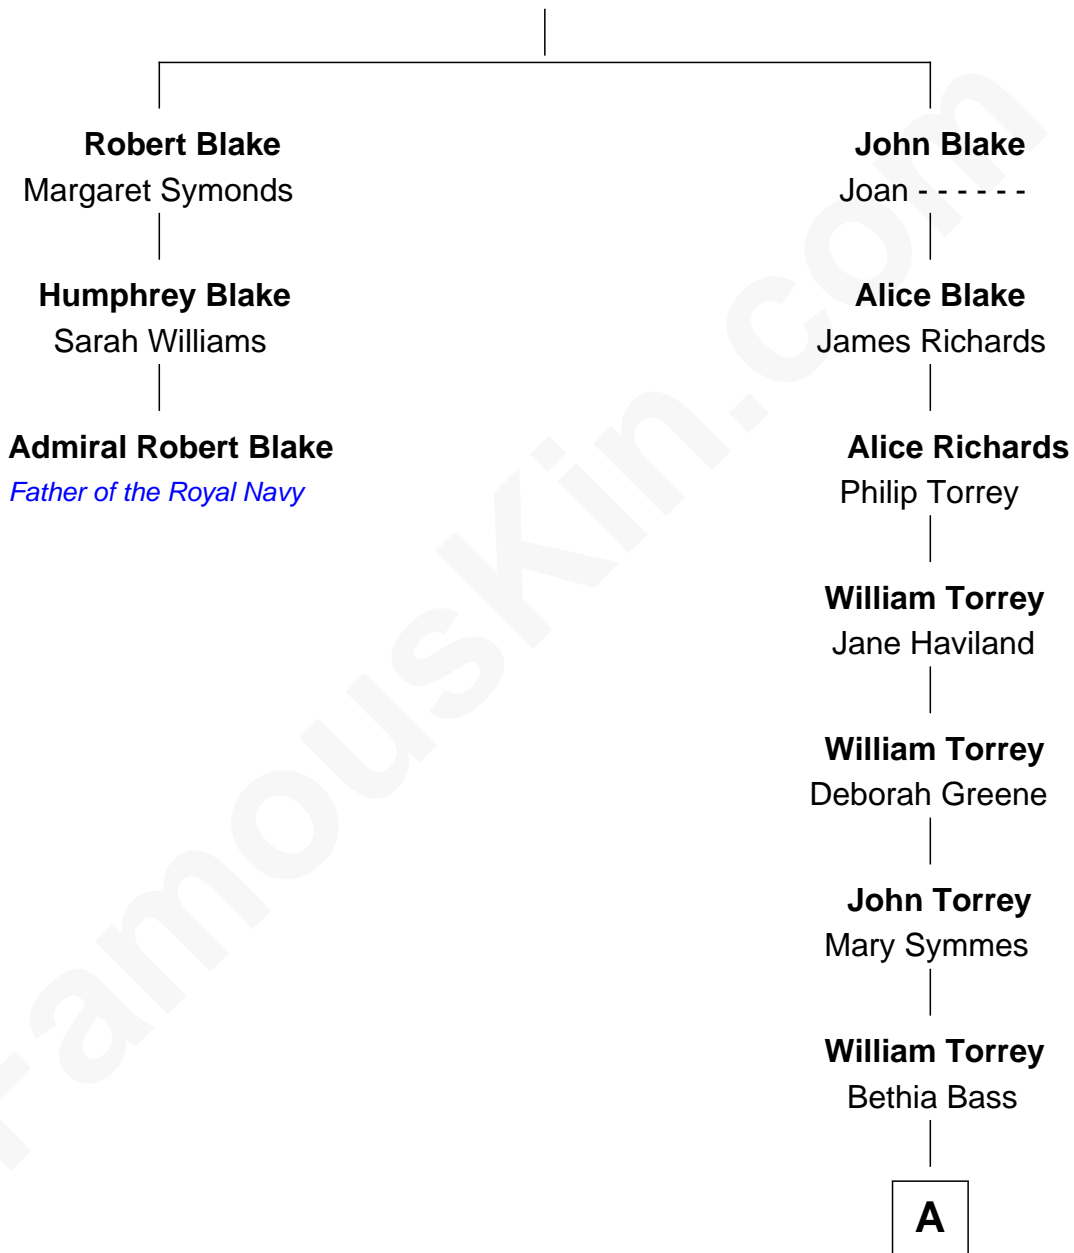 Robert Blake
Margaret Symonds
Humphrey Blake
Sarah Williams
Admiral Robert Blake
Father of the Royal Navy
John Blake
Joan - - - - - -
Alice Blake
James Richards
Alice Richards
Philip Torrey
William Torrey
Jane Haviland
William Torrey
Deborah Greene
John Torrey
Mary Symmes
William Torrey
Bethia Bass
A
FamousKin.com